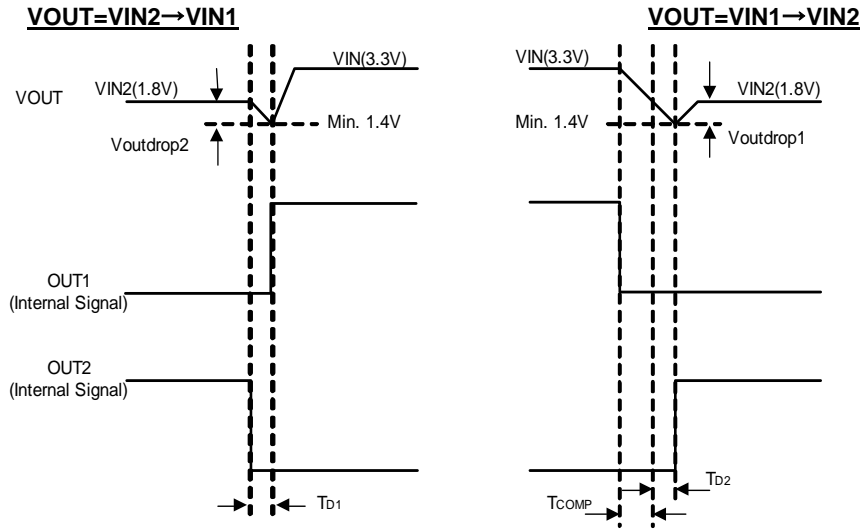 VOUT=VIN2→VIN1
VOUT=VIN1→VIN2
VOUT
VIN2(1.8V)
VIN(3.3V)
Min. 1.4V
Voutdrop2
VIN(3.3V)
VIN2(1.8V)
Min. 1.4V
Voutdrop1
OUT1
(Internal Signal)
OUT2
(Internal Signal)
TD1
TCOMP
TD2